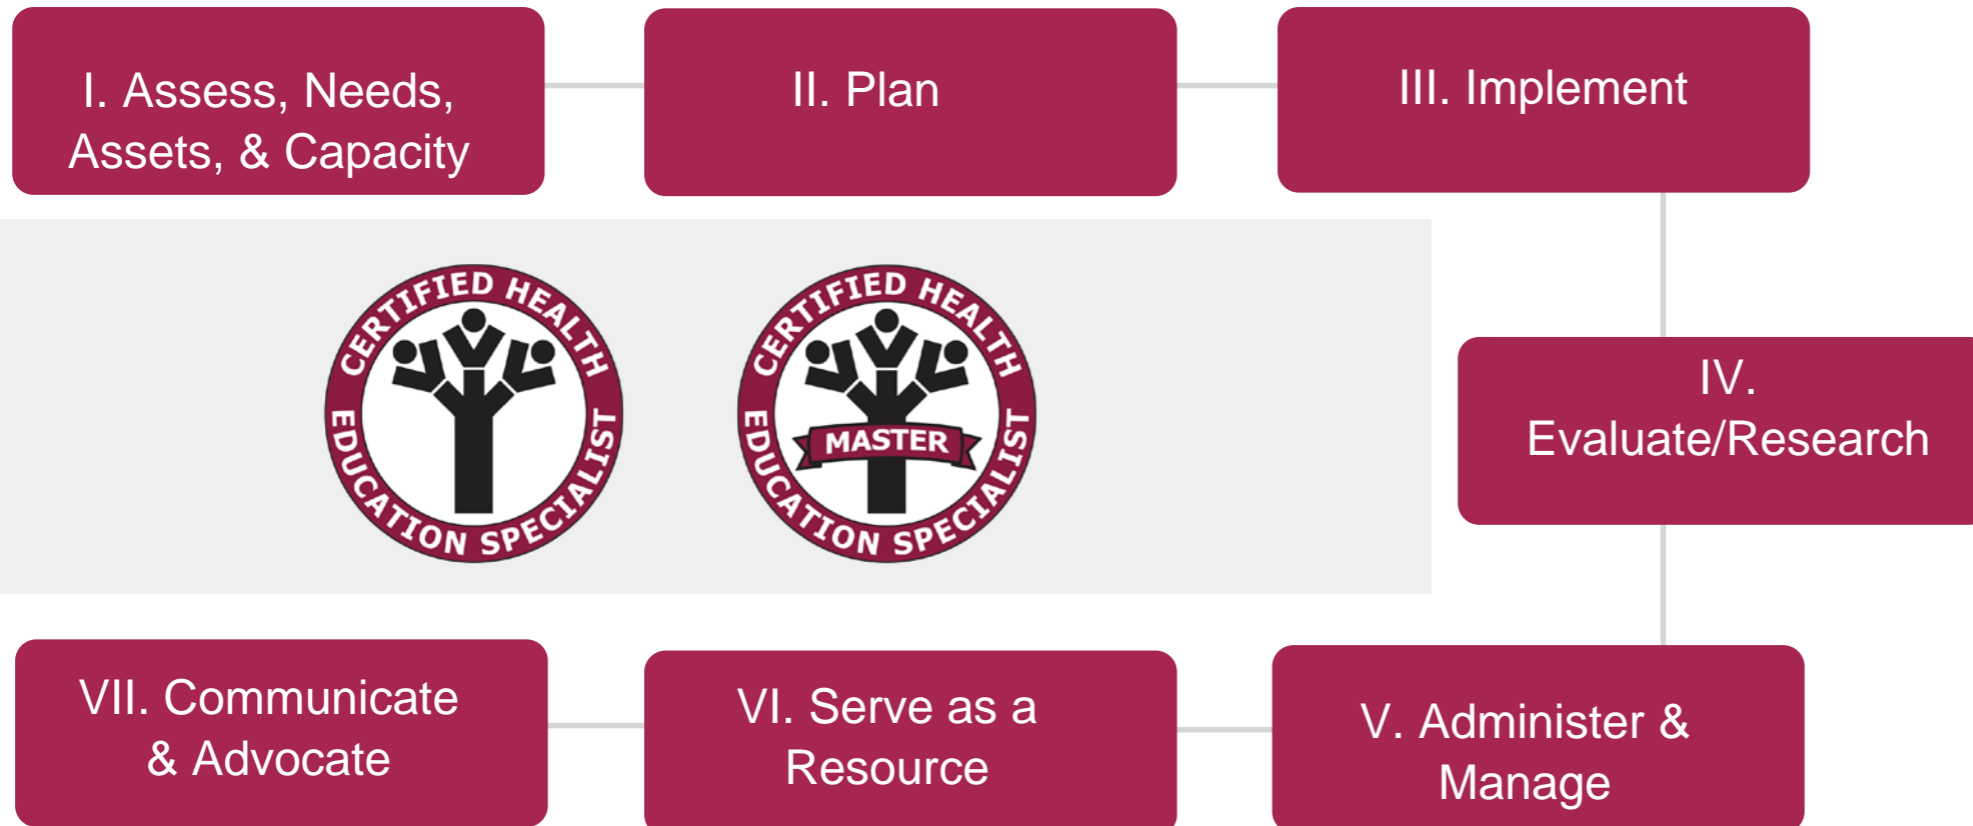 I. Assess, Needs,
Assets, & Capacity
II. Plan
III. Implement
CERTIFIED HEALTH
EDUCATION SPECIALIST
CERTIFIED HEALTH
MASTER
EDUCATION SPECIALIST
IV.
Evaluate/Research
VII. Communicate
& Advocate
VI. Serve as a
Resource
V. Administer &
Manage